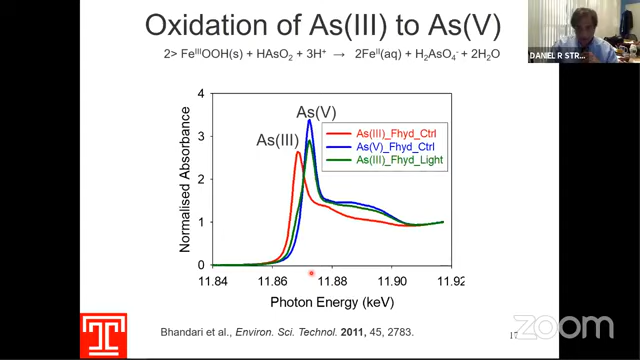 Oxidation of As(III) to As(V)
2> FeᴵᴵᴵOOH(s) + HAsO₂ + 3H⁺ → 2Feᴵᴵ(aq) + H₂AsO₄⁻ + 2H₂O
DANIEL R STR...
4
3
2
1
0
Normalised Absorbance
As(V)
As(III)
As(III)_Fhyd_Ctrl
As(V)_Fhyd_Ctrl
As(III)_Fhyd_Light
11.84 11.86 11.88 11.90 11.92
Photon Energy (keV)
Bhandari et al., Environ. Sci. Technol. 2011, 45, 2783.
17
zoom